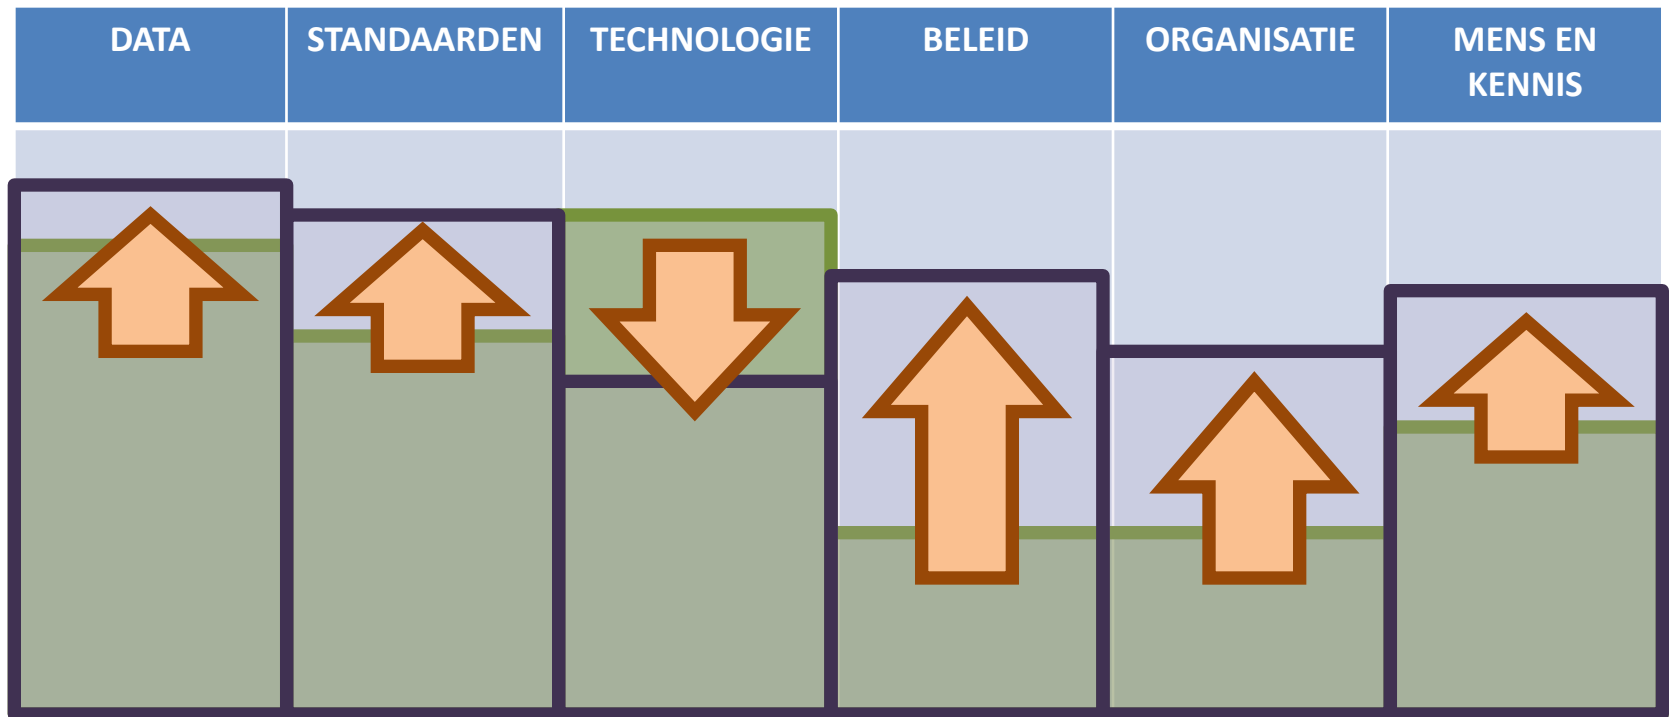 DATA
STANDAARDEN
TECHNOLOGIE
BELEID
ORGANISATIE
MENS EN
KENNIS